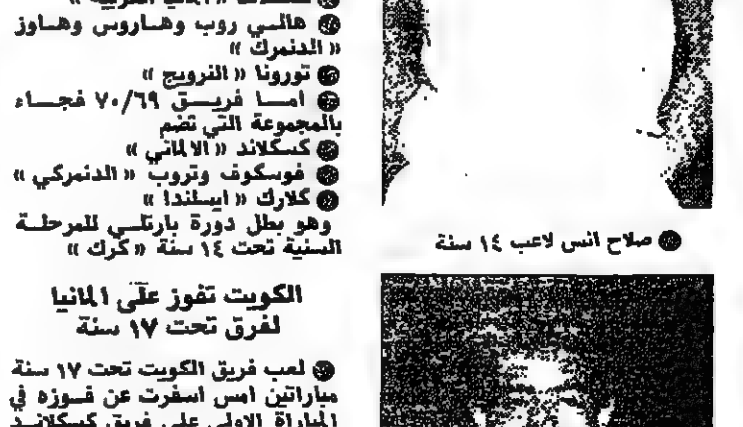 ● هالسي روب وهاروس وهاوز
« الدنمرك »
● تورونا « النرويج »
● اما فريق ٧٠/٦٩ فجاء
بالمجموعة التي تضم
● كسكلاند « الالماني »
● فوسكوف وتروب « الدنمركي »
● كلارك « ايسلندا »
وهو بطل دورة بارتلسي للمرحلة
السنية تحت ١٤ سنة « كرك »
الكويت تفوز على المانيا
لفرق تحت ١٧ سنة
● لعب فريق الكويت تحت ١٧ سنة
مباراتين امس اسفرت عن فوزه في
المباراة الاولى على فريق كسكلاند
● صلاح انس لاعب ١٤ سنة